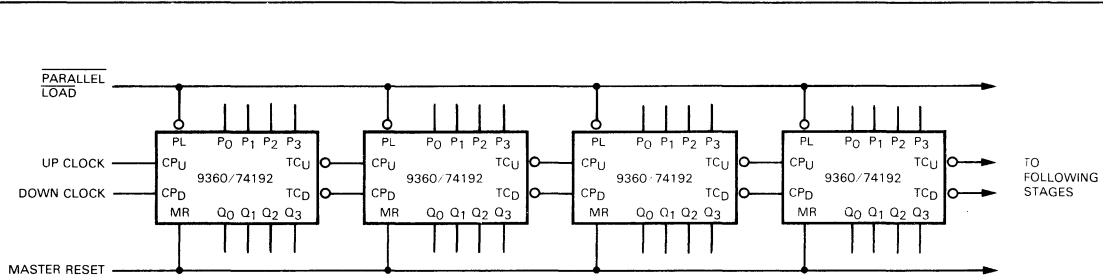 PARALLEL
LOAD
PL P0 P1 P2 P3
PL P0 P1 P2 P3
PL P0 P1 P2 P3
PL P0 P1 P2 P3
UP CLOCK
CPU TCU
CPU TCU
CPU TCU
CPU TCU
9360/74192
9360/74192
9360/74192
9360/74192
DOWN CLOCK
CPD TCD
CPD TCD
CPD TCD
CPD TCD
MR Q0 Q1 Q2 Q3
MR Q0 Q1 Q2 Q3
MR Q0 Q1 Q2 Q3
MR Q0 Q1 Q2 Q3
TO
FOLLOWING
STAGES
MASTER RESET